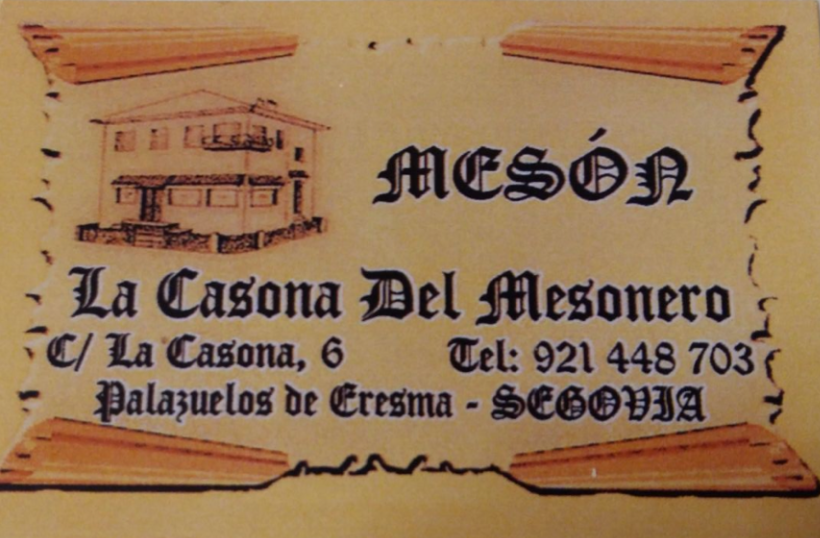 MESÓN
La Casona Del Mesonero
C/ La Casona, 6 Tel: 921 448 703
Palazuelos de Eresma - SEGOVIA